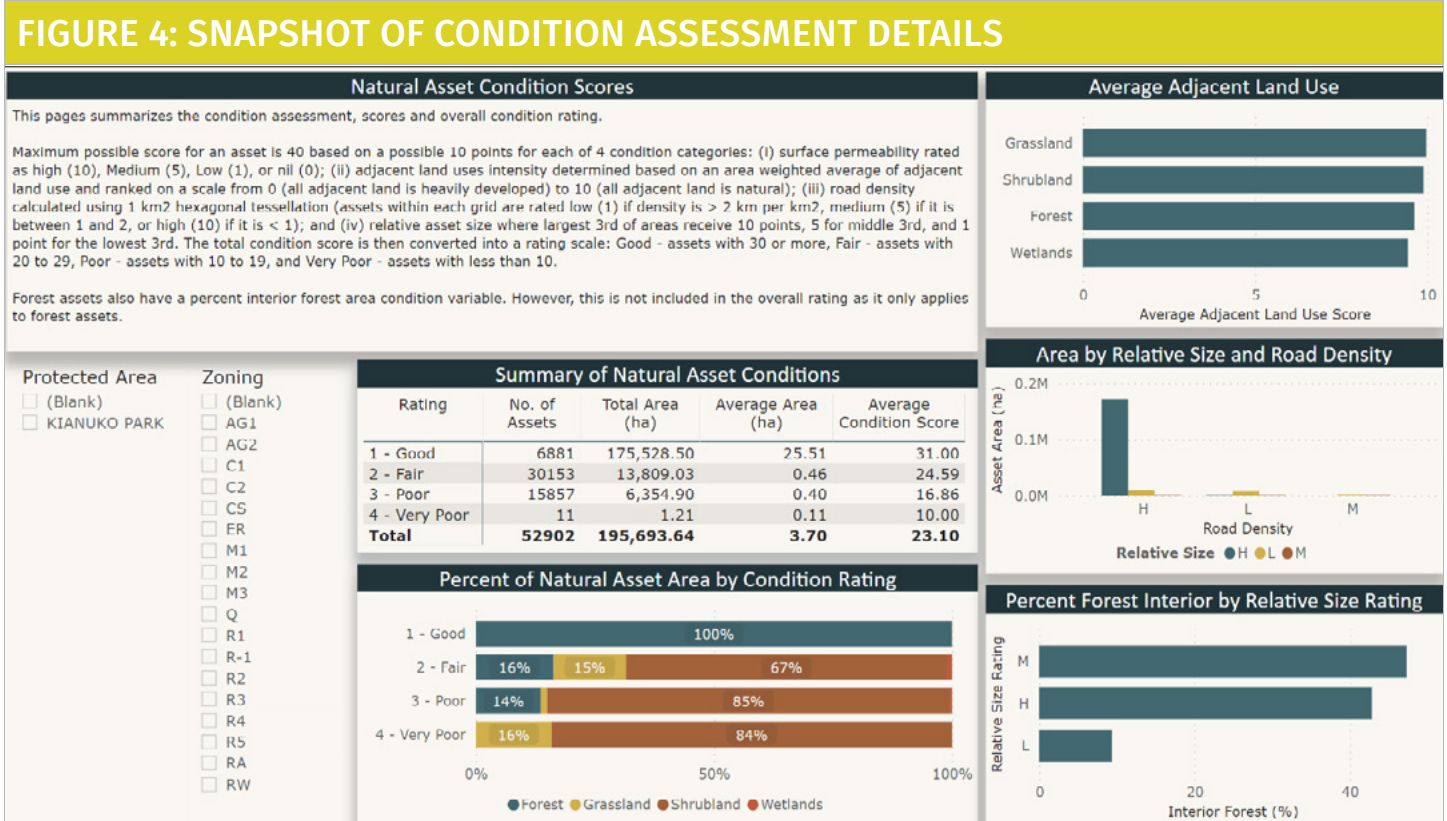 FIGURE 4: SNAPSHOT OF CONDITION ASSESSMENT DETAILS
Natural Asset Condition Scores
This pages summarizes the condition assessment, scores and overall condition rating.
Maximum possible score for an asset is 40 based on a possible 10 points for each of 4 condition categories: (i) surface permeability rated
as high (10), Medium (5), Low (1), or nil (0); (ii) adjacent land uses intensity determined based on an area weighted average of adjacent
land use and ranked on a scale from 0 (all adjacent land is heavily developed) to 10 (all adjacent land is natural); (iii) road density
calculated using 1 km2 hexagonal tessellation (assets within each grid are rated low (1) if density is > 2 km per km2, medium (5) if it is
between 1 and 2, or high (10) if it is < 1); and (iv) relative asset size where largest 3rd of areas receive 10 points, 5 for middle 3rd, and 1
point for the lowest 3rd. The total condition score is then converted into a rating scale: Good - assets with 30 or more, Fair - assets with
20 to 29, Poor - assets with 10 to 19, and Very Poor - assets with less than 10.
Forest assets also have a percent interior forest area condition variable. However, this is not included in the overall rating as it only applies
to forest assets.
Average Adjacent Land Use
Grassland
Shrubland
Forest
Wetlands
0 5 10
Average Adjacent Land Use Score
Protected Area
(Blank)
KIANUKO PARK
Zoning
(Blank)
AG1
AG2
C1
C2
CS
ER
M1
M2
M3
Q
R1
R-1
R2
R3
R4
R5
RA
RW
Summary of Natural Asset Conditions
Rating No. of Assets Total Area (ha) Average Area (ha) Average Condition Score
1 - Good 6881 175,528.50 25.51 31.00
2 - Fair 30153 13,809.03 0.46 24.59
3 - Poor 15857 6,354.90 0.40 16.86
4 - Very Poor 11 1.21 0.11 10.00
Total 52902 195,693.64 3.70 23.10
Area by Relative Size and Road Density
Asset Area (ha)
0.2M
0.1M
0.0M
H L M
Road Density
Relative Size H L M
Percent of Natural Asset Area by Condition Rating
1 - Good 100%
2 - Fair 16% 15% 67%
3 - Poor 14% 85%
4 - Very Poor 16% 84%
0% 50% 100%
Forest Grassland Shrubland Wetlands
Percent Forest Interior by Relative Size Rating
Relative Size Rating
M
H
L
0 20 40
Interior Forest (%)